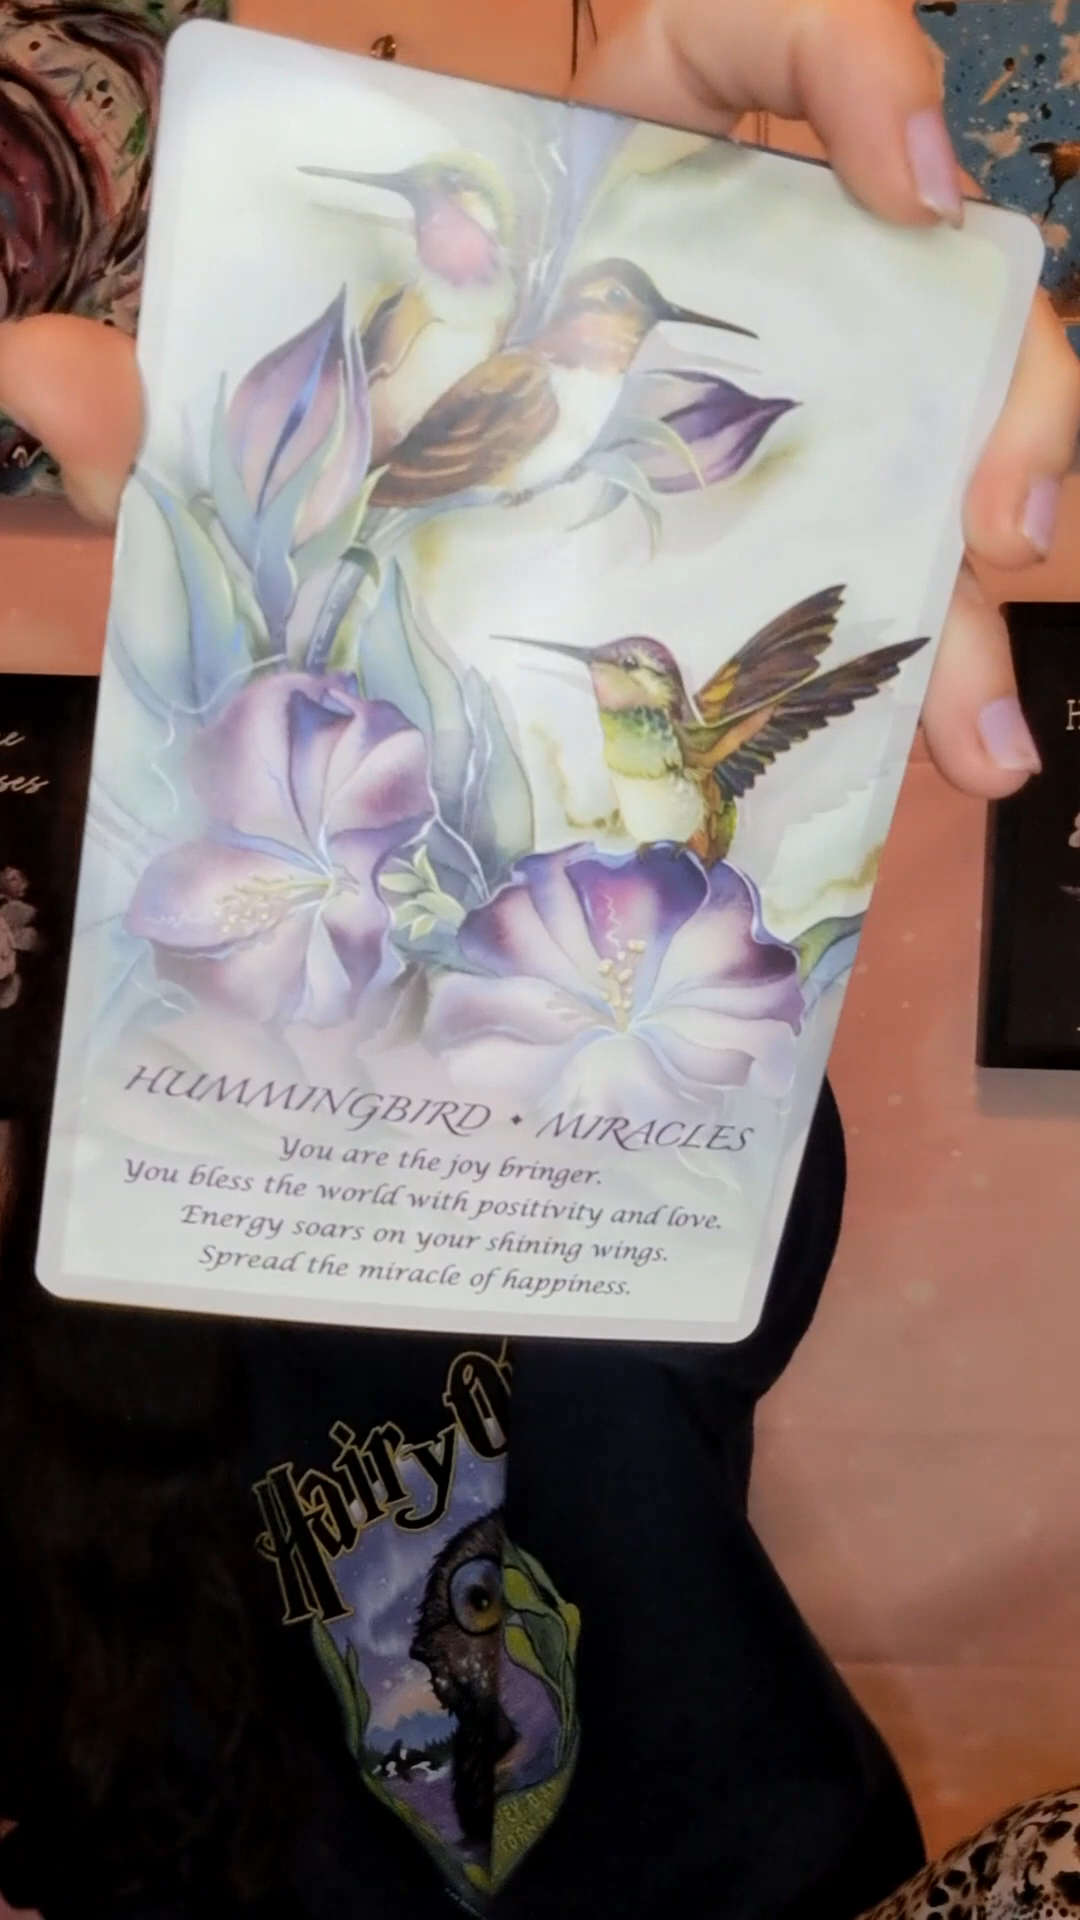 HUMMINGBIRD • MIRACLES
You are the joy bringer.
You bless the world with positivity and love.
Energy soars on your shining wings.
Spread the miracle of happiness.
Hairy